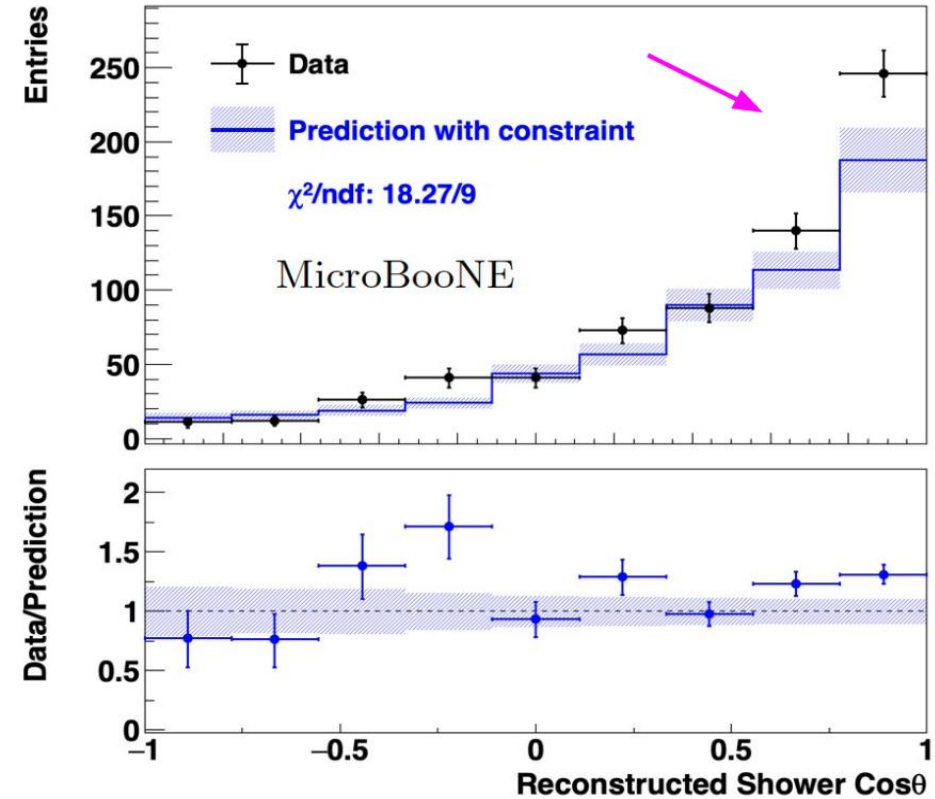 Entries
250
200
150
100
50
0
Data
Prediction with constraint
χ²/ndf: 18.27/9
MicroBooNE
Data/Prediction
2
1.5
1
0.5
0
−1
−0.5
0
0.5
1
Reconstructed Shower Cosθ